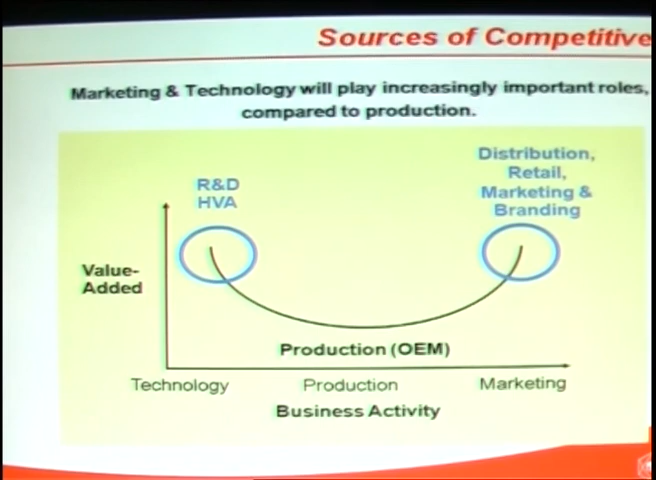 Sources of Competitive
Marketing & Technology will play increasingly important roles,
compared to production.
Distribution,
Retail,
Marketing &
Branding
R&D
HVA
Value-
Added
Production (OEM)
Technology Production Marketing
Business Activity